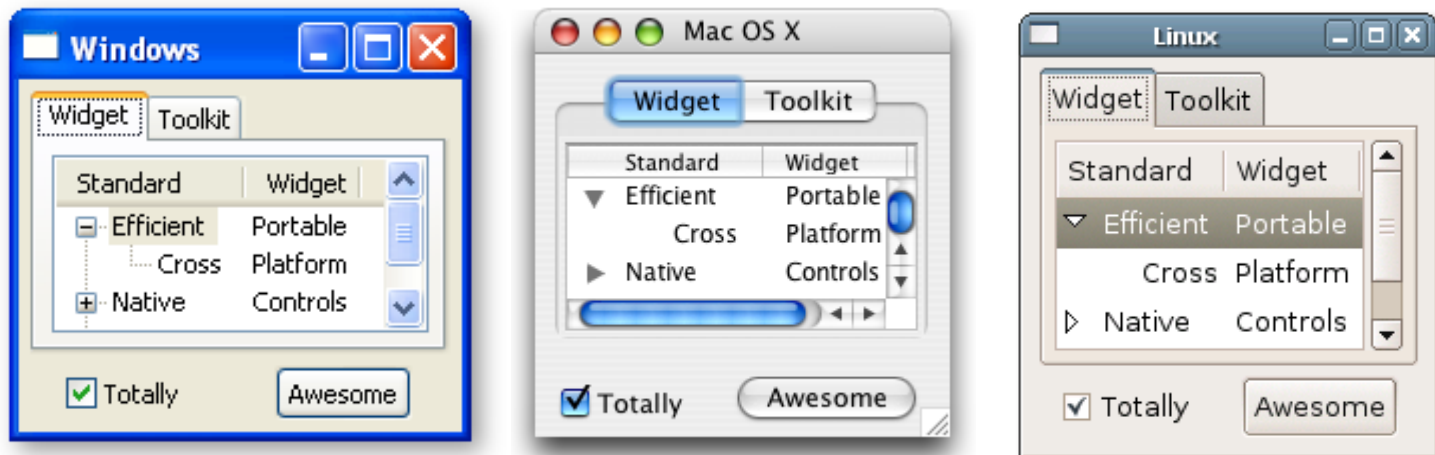 Windows
Widget Toolkit
Standard Widget
Efficient Portable
Cross Platform
Native Controls
Totally Awesome
Mac OS X
Widget Toolkit
Standard Widget
Efficient Portable
Cross Platform
Native Controls
Totally Awesome
Linux
Widget Toolkit
Standard Widget
Efficient Portable
Cross Platform
Native Controls
Totally Awesome